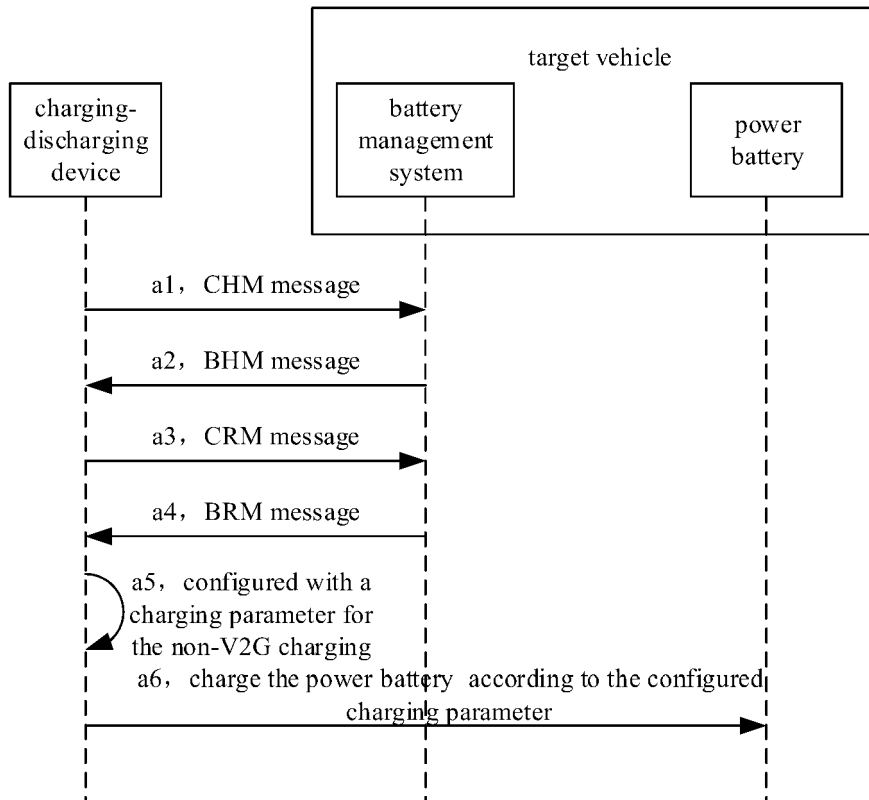 target vehicle
charging-
discharging
device
battery
management
system
power
battery
a1，CHM message
a2，BHM message
a3，CRM message
a4，BRM message
a5，configured with a
charging parameter for
the non-V2G charging
a6，charge the power battery according to the configured
charging parameter